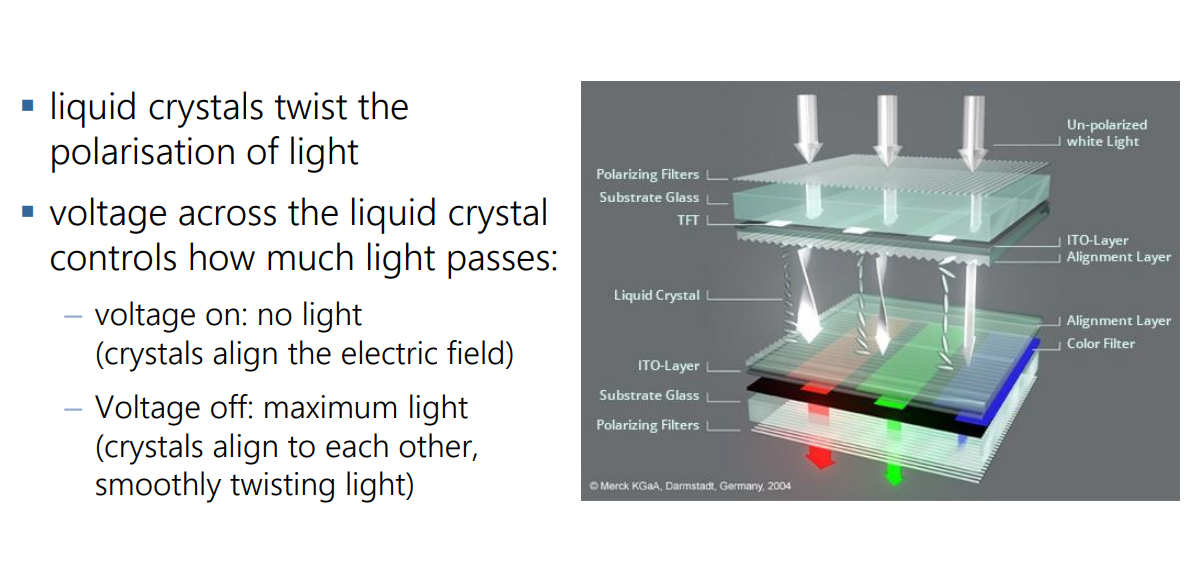 ▪ liquid crystals twist the
polarisation of light
▪ voltage across the liquid crystal
controls how much light passes:
– voltage on: no light
(crystals align the electric field)
– Voltage off: maximum light
(crystals align to each other,
smoothly twisting light)
Un-polarized
white Light
Polarizing Filters
Substrate Glass
TFT
ITO-Layer
Alignment Layer
Liquid Crystal
Alignment Layer
Color Filter
ITO-Layer
Substrate Glass
Polarizing Filters
© Merck KGaA, Darmstadt, Germany, 2004